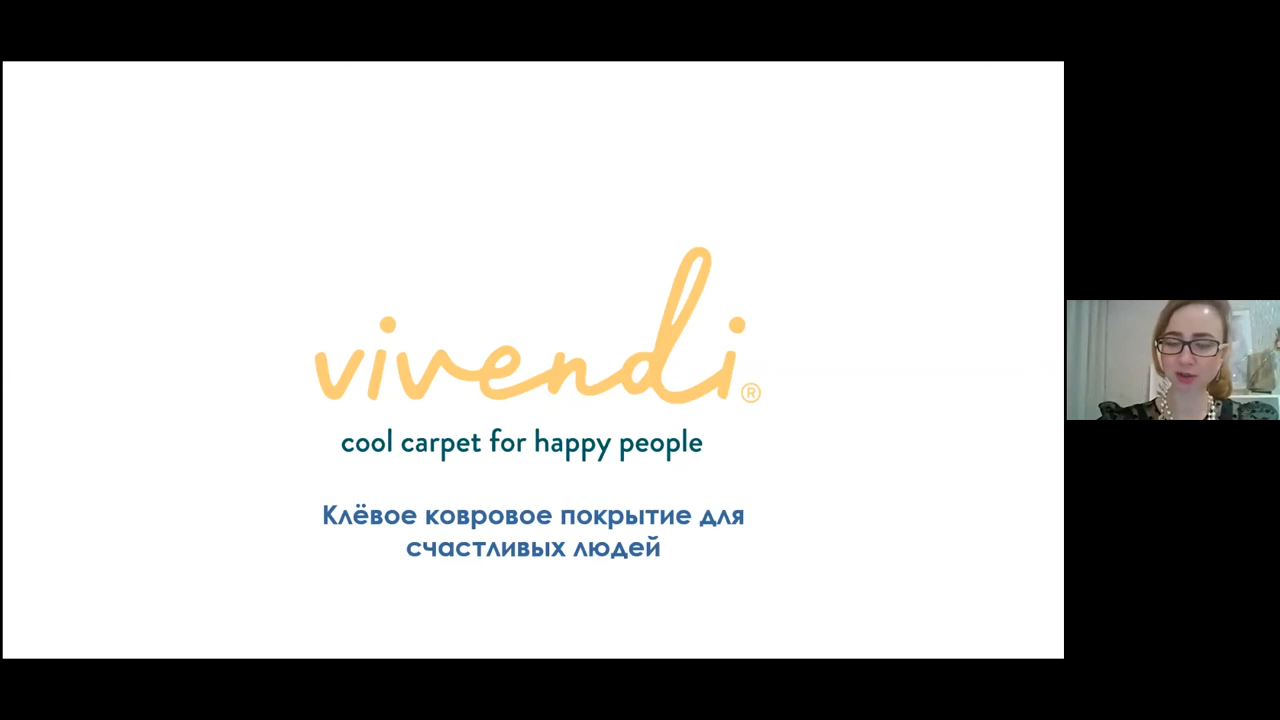 vivendi®
cool carpet for happy people
Клёвое ковровое покрытие для
счастливых людей